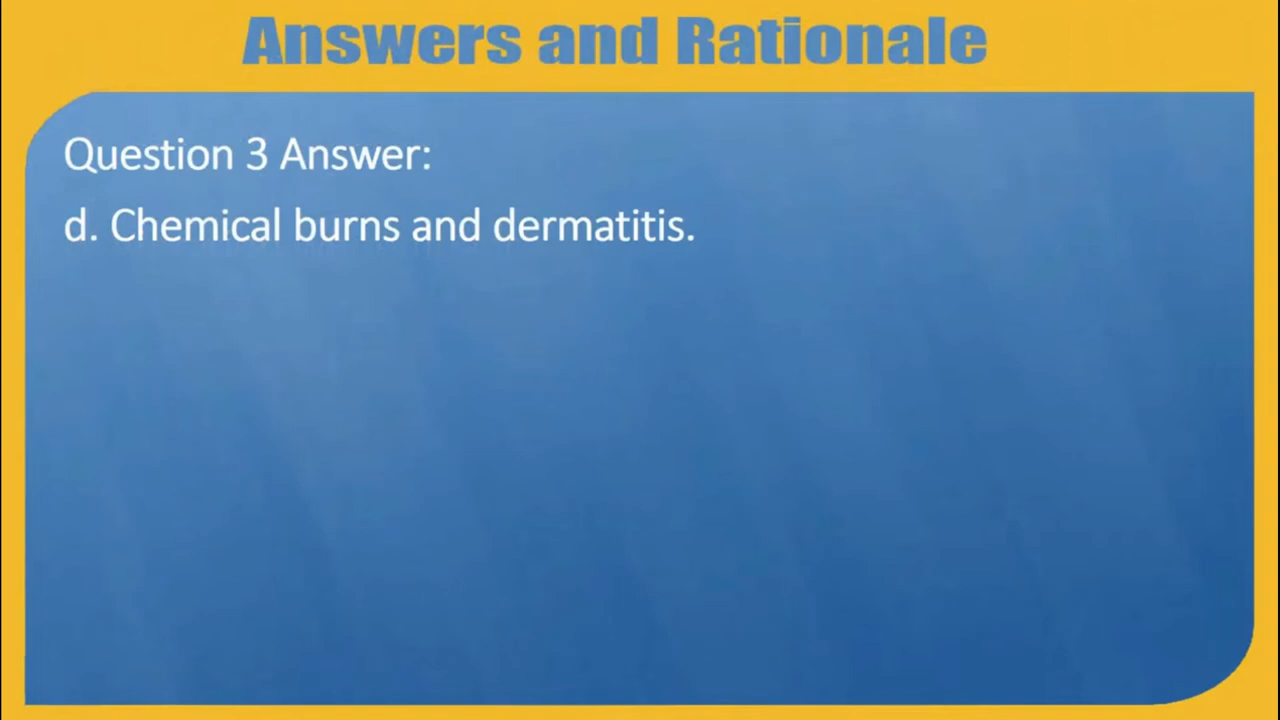 Answers and Rationale
Question 3 Answer:
d. Chemical burns and dermatitis.